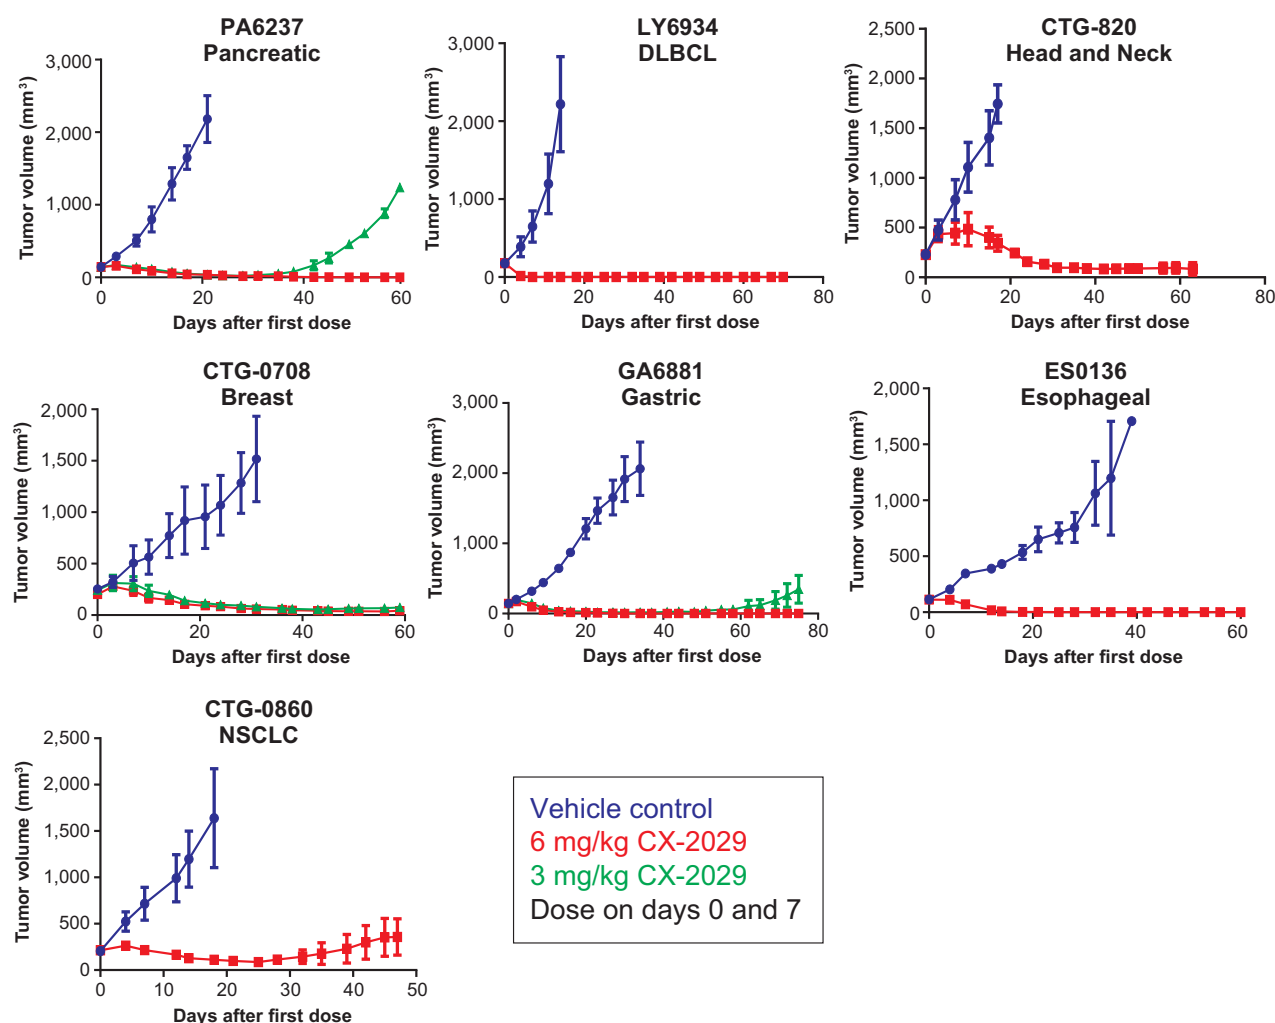 PA6237
Pancreatic
Tumor volume (mm³)
3,000
2,000
1,000
0
0 20 40 60
Days after first dose
LY6934
DLBCL
Tumor volume (mm³)
3,000
2,000
1,000
0
0 20 40 60 80
Days after first dose
CTG-820
Head and Neck
Tumor volume (mm³)
2,500
2,000
1,500
1,000
500
0
0 20 40 60 80
Days after first dose
CTG-0708
Breast
Tumor volume (mm³)
2,000
1,500
1,000
500
0
0 20 40 60
Days after first dose
GA6881
Gastric
Tumor volume (mm³)
3,000
2,000
1,000
0
0 20 40 60 80
Days after first dose
ES0136
Esophageal
Tumor volume (mm³)
2,000
1,500
1,000
500
0
0 20 40 60
Days after first dose
CTG-0860
NSCLC
Tumor volume (mm³)
2,500
2,000
1,500
1,000
500
0
0 10 20 30 40 50
Days after first dose
Vehicle control
6 mg/kg CX-2029
3 mg/kg CX-2029
Dose on days 0 and 7